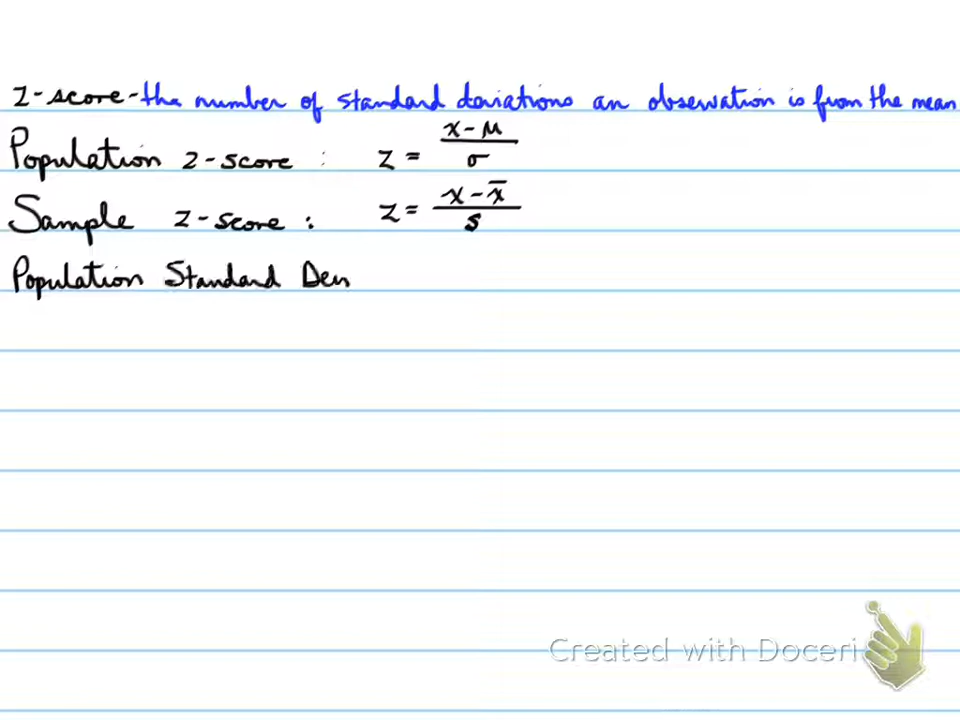 z-score-the number of standard deviations an observation is from the mean
Population z-score : z = x-μ/σ
Sample z-score : z = x-x̄/s
Population Standard Devi
Created with Doceri